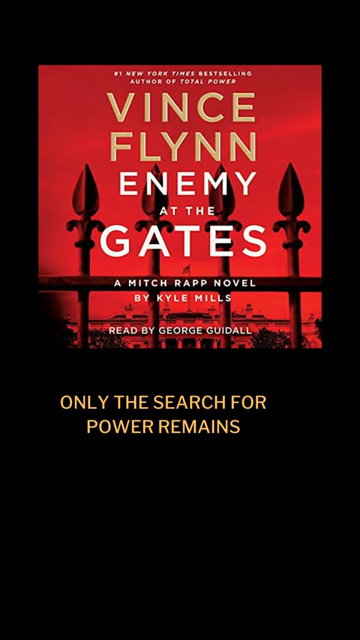 #1 NEW YORK TIMES BESTSELLING
AUTHOR OF TOTAL POWER
VINCE
FLYNN
ENEMY
AT THE
GATES
A MITCH RAPP NOVEL
BY KYLE MILLS
READ BY GEORGE GUIDALL
ONLY THE SEARCH FOR
POWER REMAINS